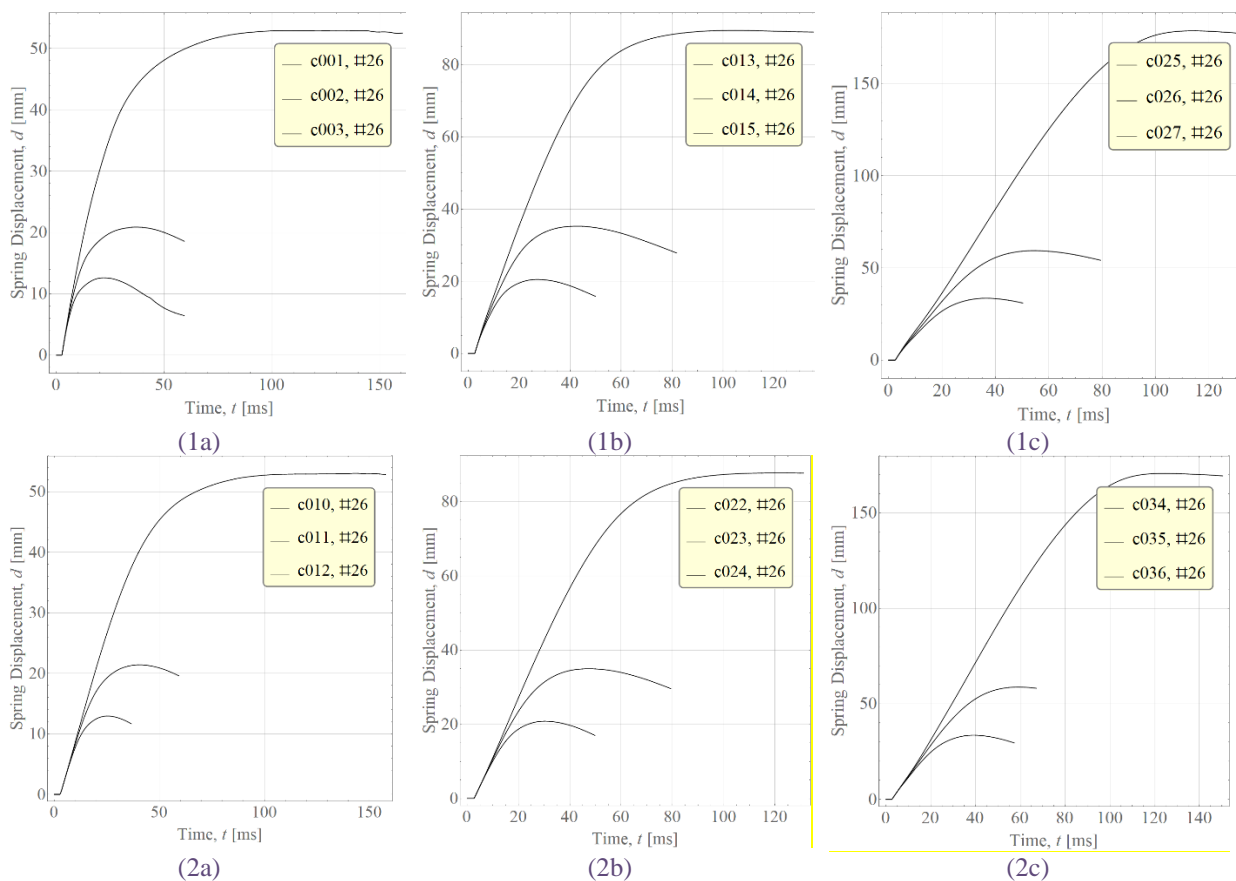 50
40
30
20
10
0
Spring Displacement, d [mm]
c001, #26
c002, #26
c003, #26
0 50 100 150
Time, t [ms]
(1a)
80
60
40
20
0
Spring Displacement, d [mm]
c013, #26
c014, #26
c015, #26
0 20 40 60 80 100 120
Time, t [ms]
(1b)
150
100
50
0
Spring Displacement, d [mm]
c025, #26
c026, #26
c027, #26
0 20 40 60 80 100 120
Time, t [ms]
(1c)
50
40
30
20
10
0
Spring Displacement, d [mm]
c010, #26
c011, #26
c012, #26
0 50 100 150
Time, t [ms]
(2a)
80
60
40
20
0
Spring Displacement, d [mm]
c022, #26
c023, #26
c024, #26
0 20 40 60 80 100 120
Time, t [ms]
(2b)
150
100
50
0
Spring Displacement, d [mm]
c034, #26
c035, #26
c036, #26
0 20 40 60 80 100 120 140
Time, t [ms]
(2c)